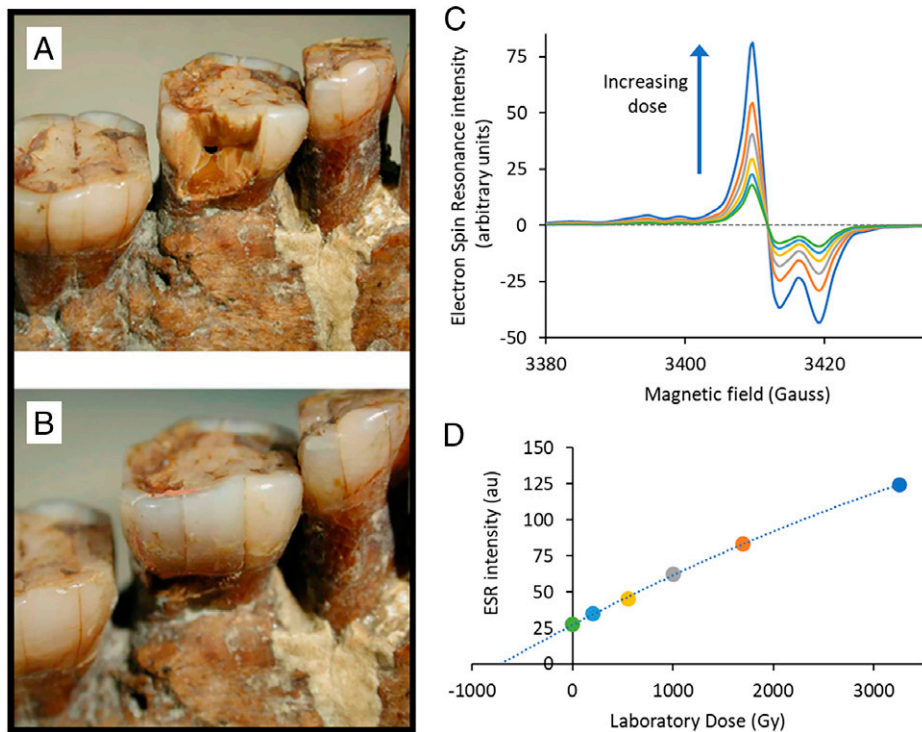 A
B
C
75
50
25
0
-25
-50
Increasing
dose
Electron Spin Resonance intensity
(arbitrary units)
3380
3400
3420
Magnetic field (Gauss)
D
150
125
100
75
50
25
0
ESR intensity (au)
-1000
0
1000
2000
3000
Laboratory Dose (Gy)